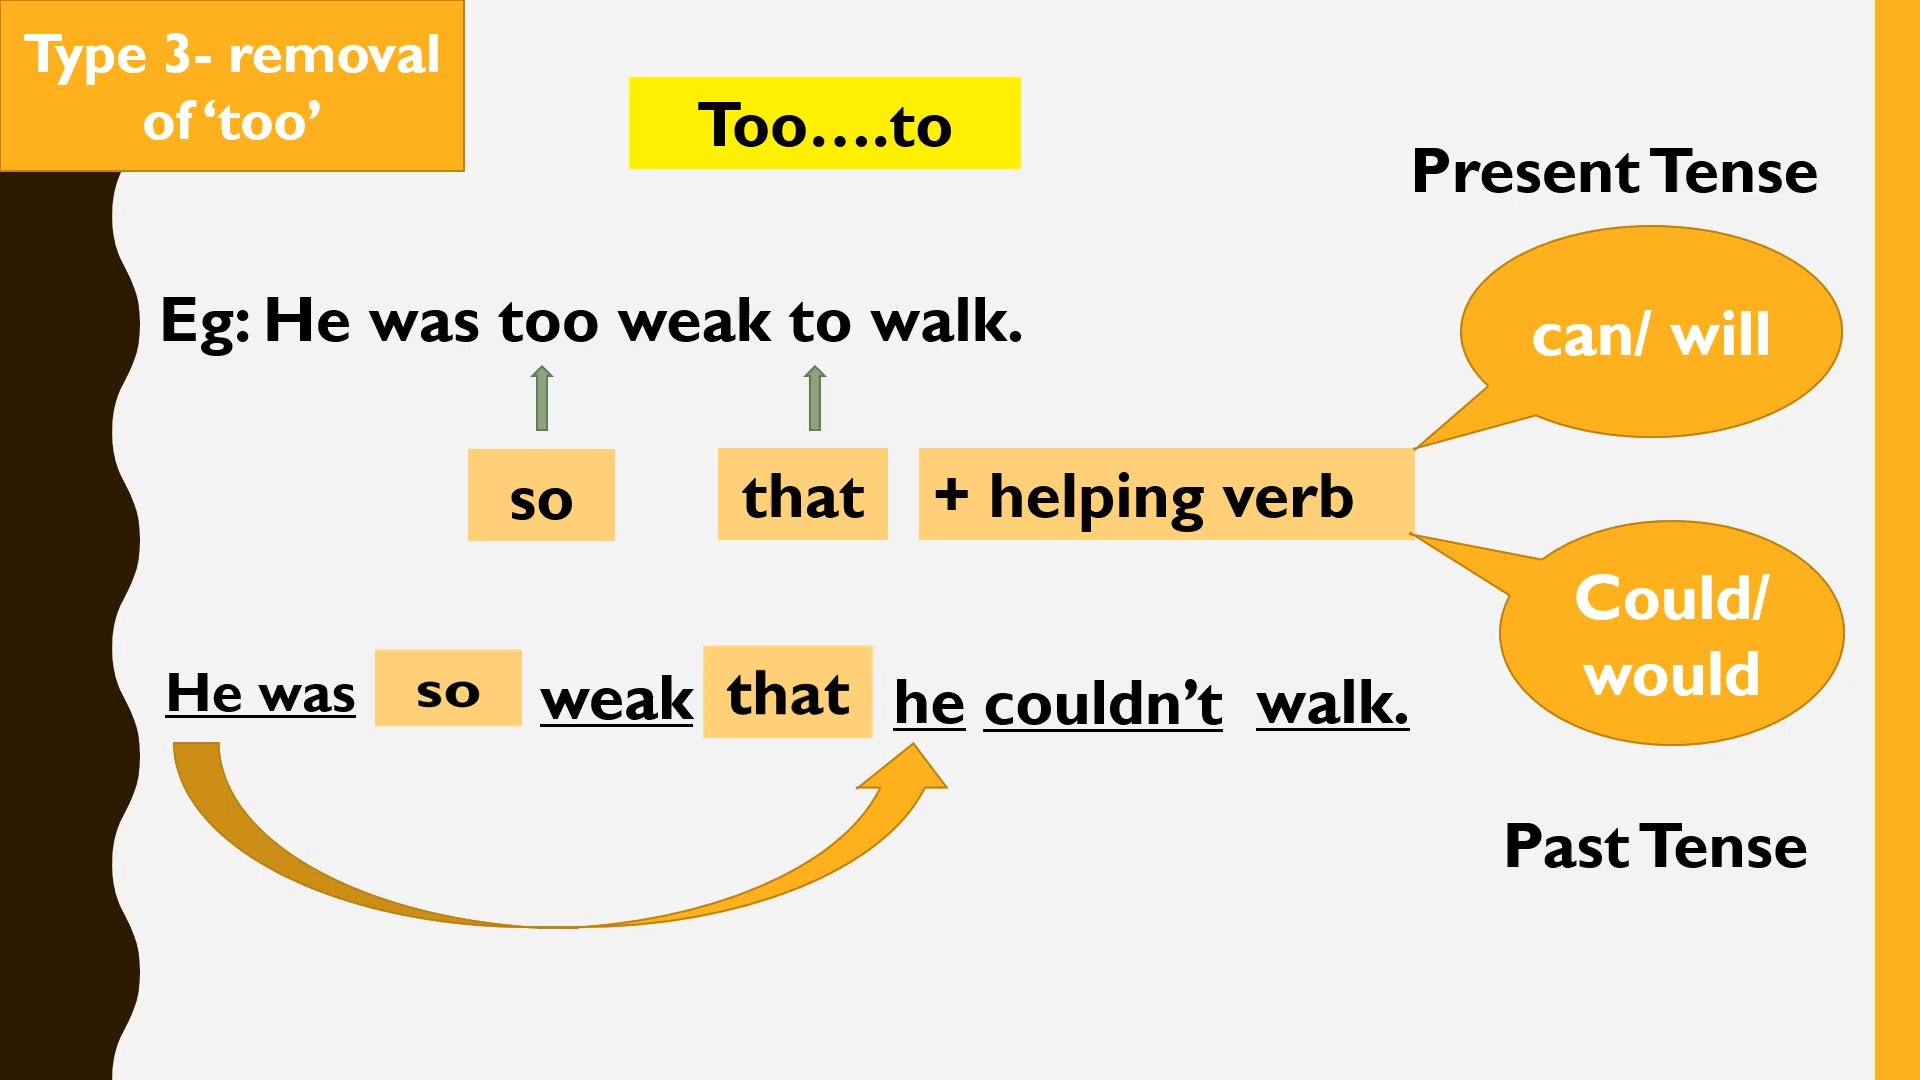 Type 3- removal
of ‘too’
Too....to
Present Tense
Eg: He was too weak to walk.
can/ will
so that + helping verb
Could/
would
He was so weak that he couldn’t walk.
Past Tense